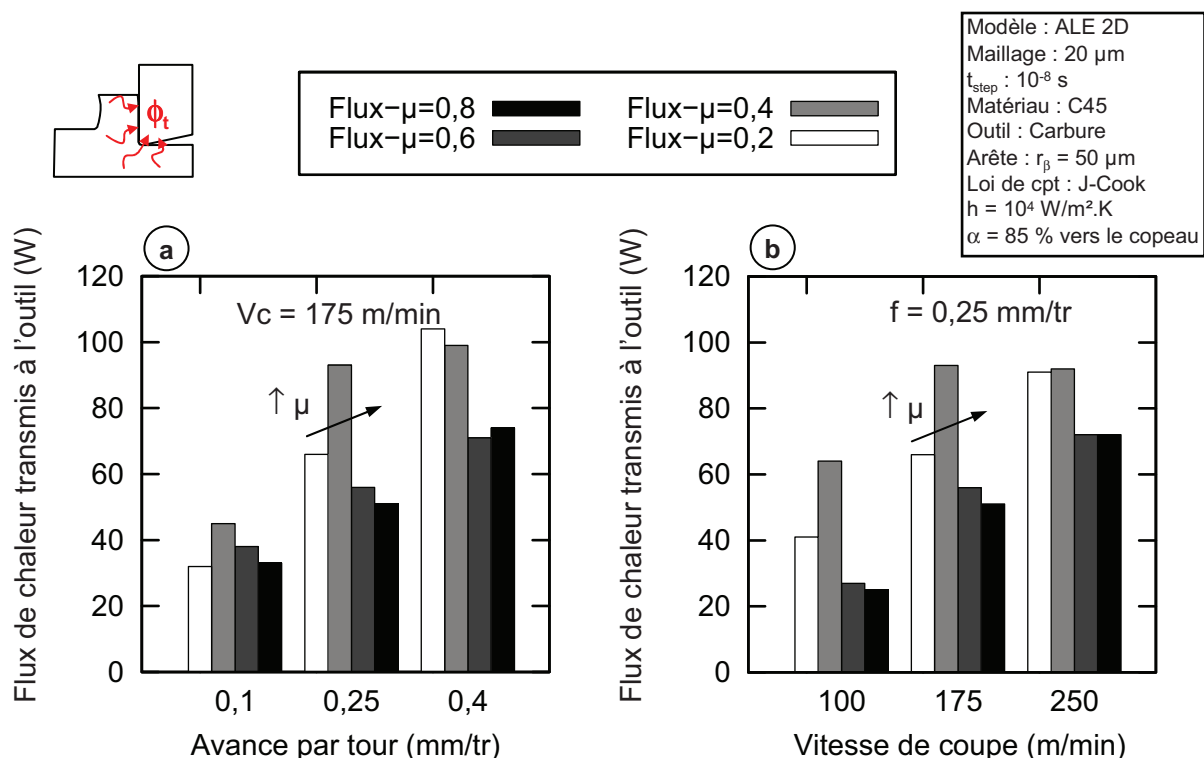 ϕt
Flux−μ=0,8
Flux−μ=0,6
Flux−μ=0,4
Flux−μ=0,2
Modèle : ALE 2D
Maillage : 20 μm
tstep : 10-8 s
Matériau : C45
Outil : Carbure
Arête : rβ = 50 μm
Loi de cpt : J-Cook
h = 10⁴ W/m².K
α = 85 % vers le copeau
a
Flux de chaleur transmis à l'outil (W)
120
100
80
60
40
20
0
Vc = 175 m/min
↑ μ
0,1 0,25 0,4
Avance par tour (mm/tr)
b
Flux de chaleur transmis à l'outil (W)
120
100
80
60
40
20
0
f = 0,25 mm/tr
↑ μ
100 175 250
Vitesse de coupe (m/min)